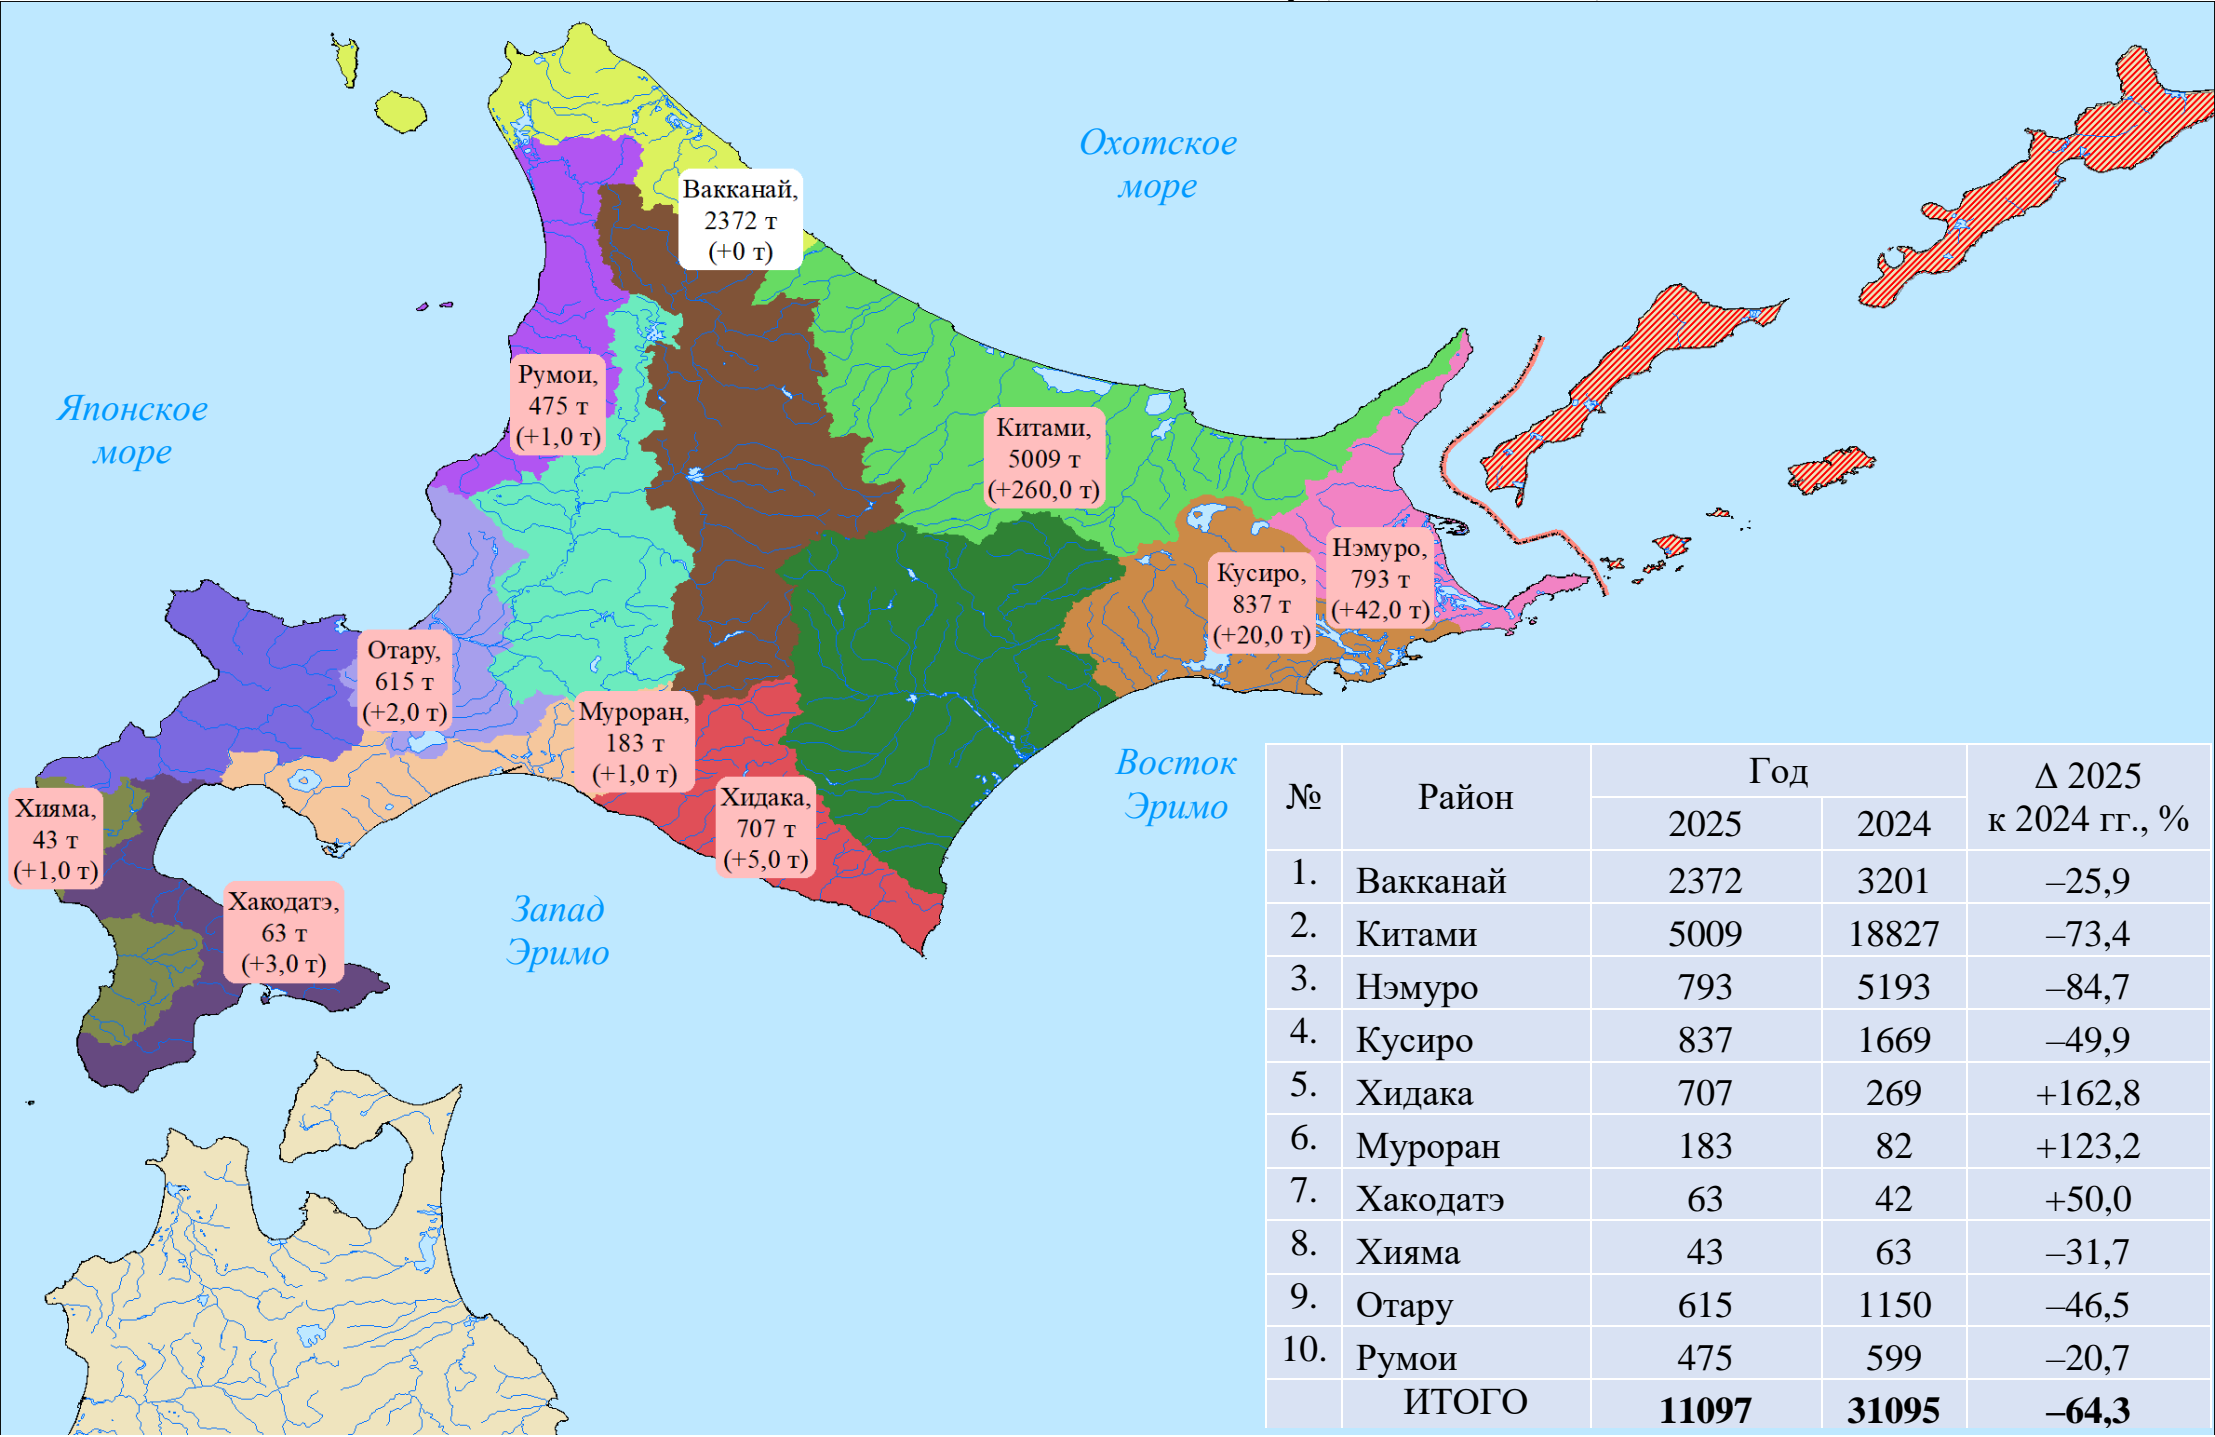 Охотское
море
Вакканай,
2372 т
(+0 т)
Румои,
475 т
(+1,0 т)
Японское
море
Китами,
5009 т
(+260,0 т)
Нэмуро,
793 т
(+42,0 т)
Кусиро,
837 т
(+20,0 т)
Отару,
615 т
(+2,0 т)
Муроран,
183 т
(+1,0 т)
Хидака,
707 т
(+5,0 т)
Хияма,
43 т
(+1,0 т)
Хакодатэ,
63 т
(+3,0 т)
Запад
Эримо
Восток
Эримо
№ Район Год Δ 2025
к 2024 гг., %
2025 2024
1. Вакканай 2372 3201 –25,9
2. Китами 5009 18827 –73,4
3. Нэмуро 793 5193 –84,7
4. Кусиро 837 1669 –49,9
5. Хидака 707 269 +162,8
6. Муроран 183 82 +123,2
7. Хакодатэ 63 42 +50,0
8. Хияма 43 63 –31,7
9. Отару 615 1150 –46,5
10. Румои 475 599 –20,7
ИТОГО 11097 31095 –64,3